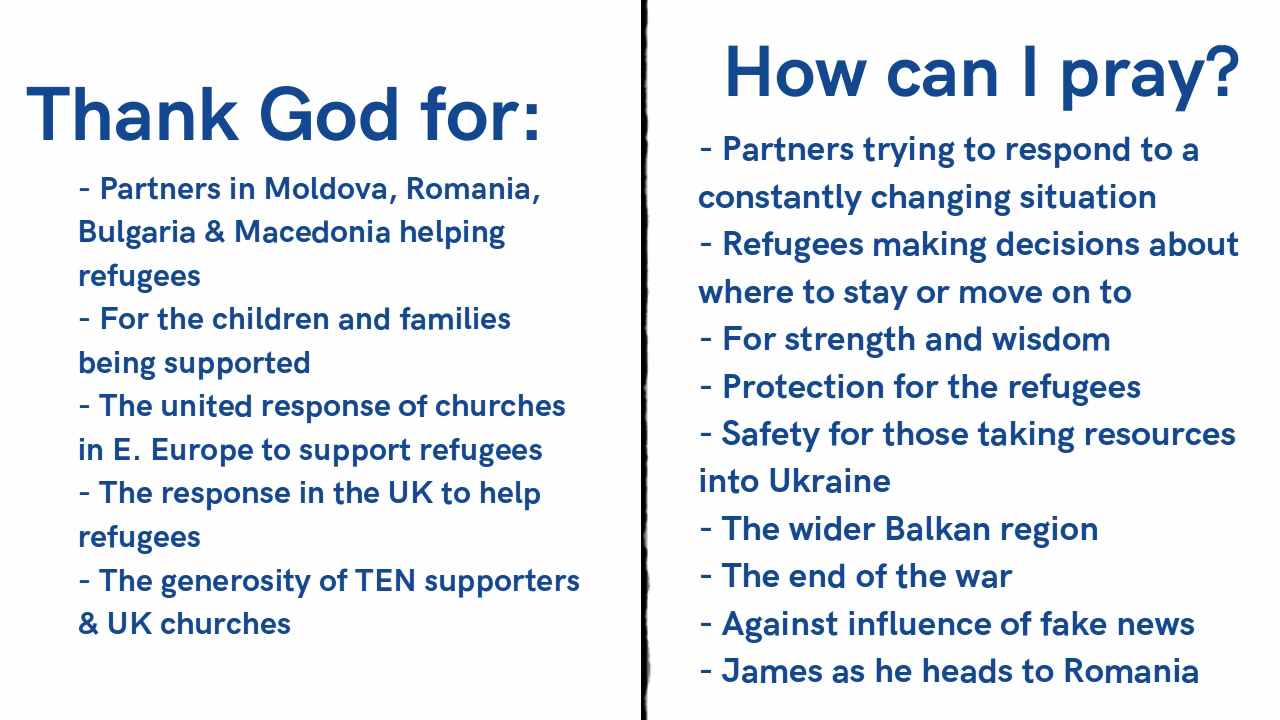 Thank God for:
- Partners in Moldova, Romania,
Bulgaria & Macedonia helping
refugees
- For the children and families
being supported
- The united response of churches
in E. Europe to support refugees
- The response in the UK to help
refugees
- The generosity of TEN supporters
& UK churches
How can I pray?
- Partners trying to respond to a
constantly changing situation
- Refugees making decisions about
where to stay or move on to
- For strength and wisdom
- Protection for the refugees
- Safety for those taking resources
into Ukraine
- The wider Balkan region
- The end of the war
- Against influence of fake news
- James as he heads to Romania